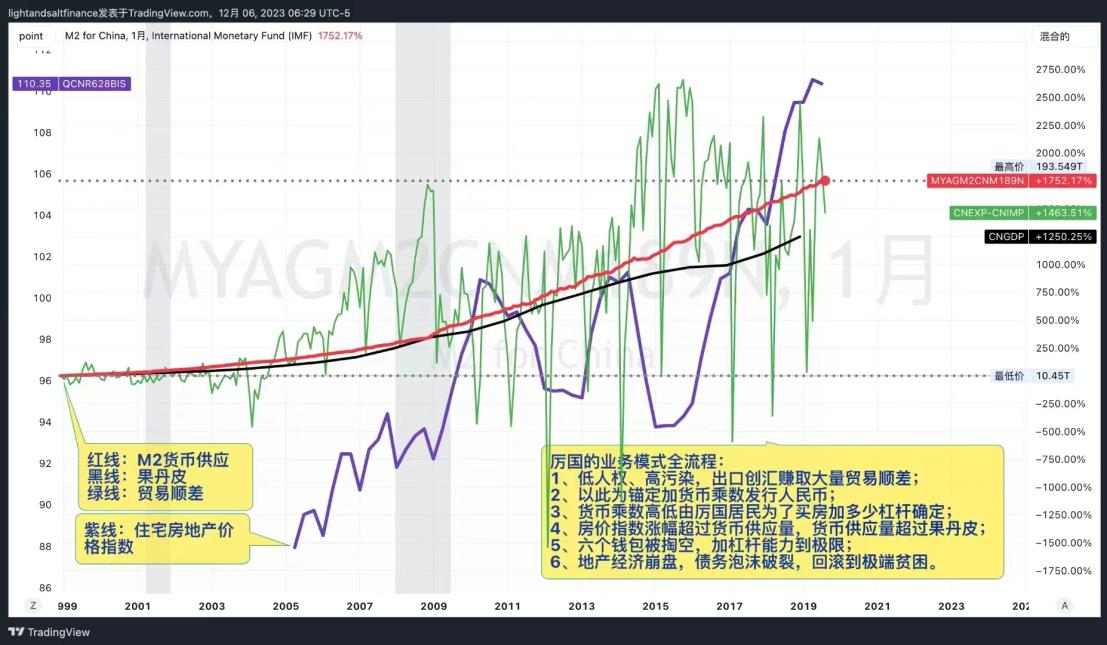 lightandsaltfinance发表于TradingView.com, 12月 06, 2023 06:29 UTC-5
point M2 for China, 1月, International Monetary Fund (IMF) 1752.17% 混合的
112
110.35 QCNR628BIS
110
108
106
104
102
100
98
96
94
92
90
88
86
2750.00%
2500.00%
2250.00%
2000.00%
最高价 193.549T
MYAGM2CNM189N +1752.17%
CNEXP-CNIMP +1463.51%
CNGDP +1250.25%
1000.00%
750.00%
500.00%
250.00%
最低价 10.45T
−250.00%
−500.00%
−750.00%
−1000.00%
−1250.00%
−1500.00%
−1750.00%
MYAGM2CNM189N, 1月
M2 for China
红线：M2货币供应
黑线：果丹皮
绿线：贸易顺差
紫线：住宅房地产价
格指数
厉国的业务模式全流程：
1、低人权、高污染，出口创汇赚取大量贸易顺差；
2、以此为锚定加货币乘数发行人民币；
3、货币乘数高低由厉国居民为了买房加多少杠杆确定；
4、房价指数涨幅超过货币供应量，货币供应量超过果丹皮；
5、六个钱包被掏空，加杠杆能力到极限；
6、地产经济崩盘，债务泡沫破裂，回滚到极端贫困。
Z 999 2001 2003 2005 2007 2009 2011 2013 2015 2017 2019 2021 2023 202 A
TradingView